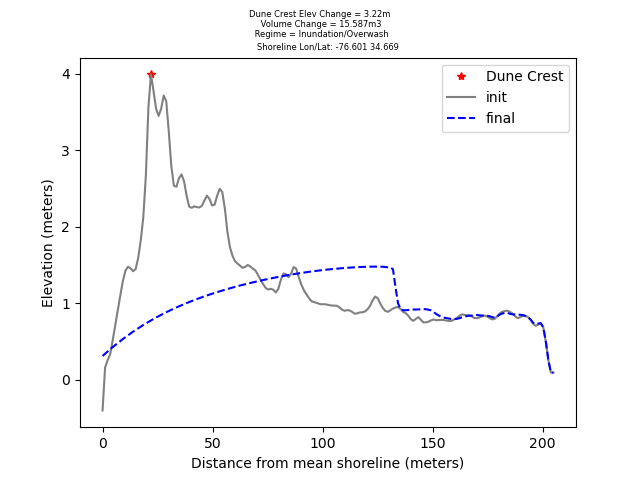 Dune Crest Elev Change = 3.22m
Volume Change = 15.587m3
Regime = Inundation/Overwash
Shoreline Lon/Lat: -76.601 34.669
Dune Crest
init
final
Elevation (meters)
4
3
2
1
0
0 50 100 150 200
Distance from mean shoreline (meters)